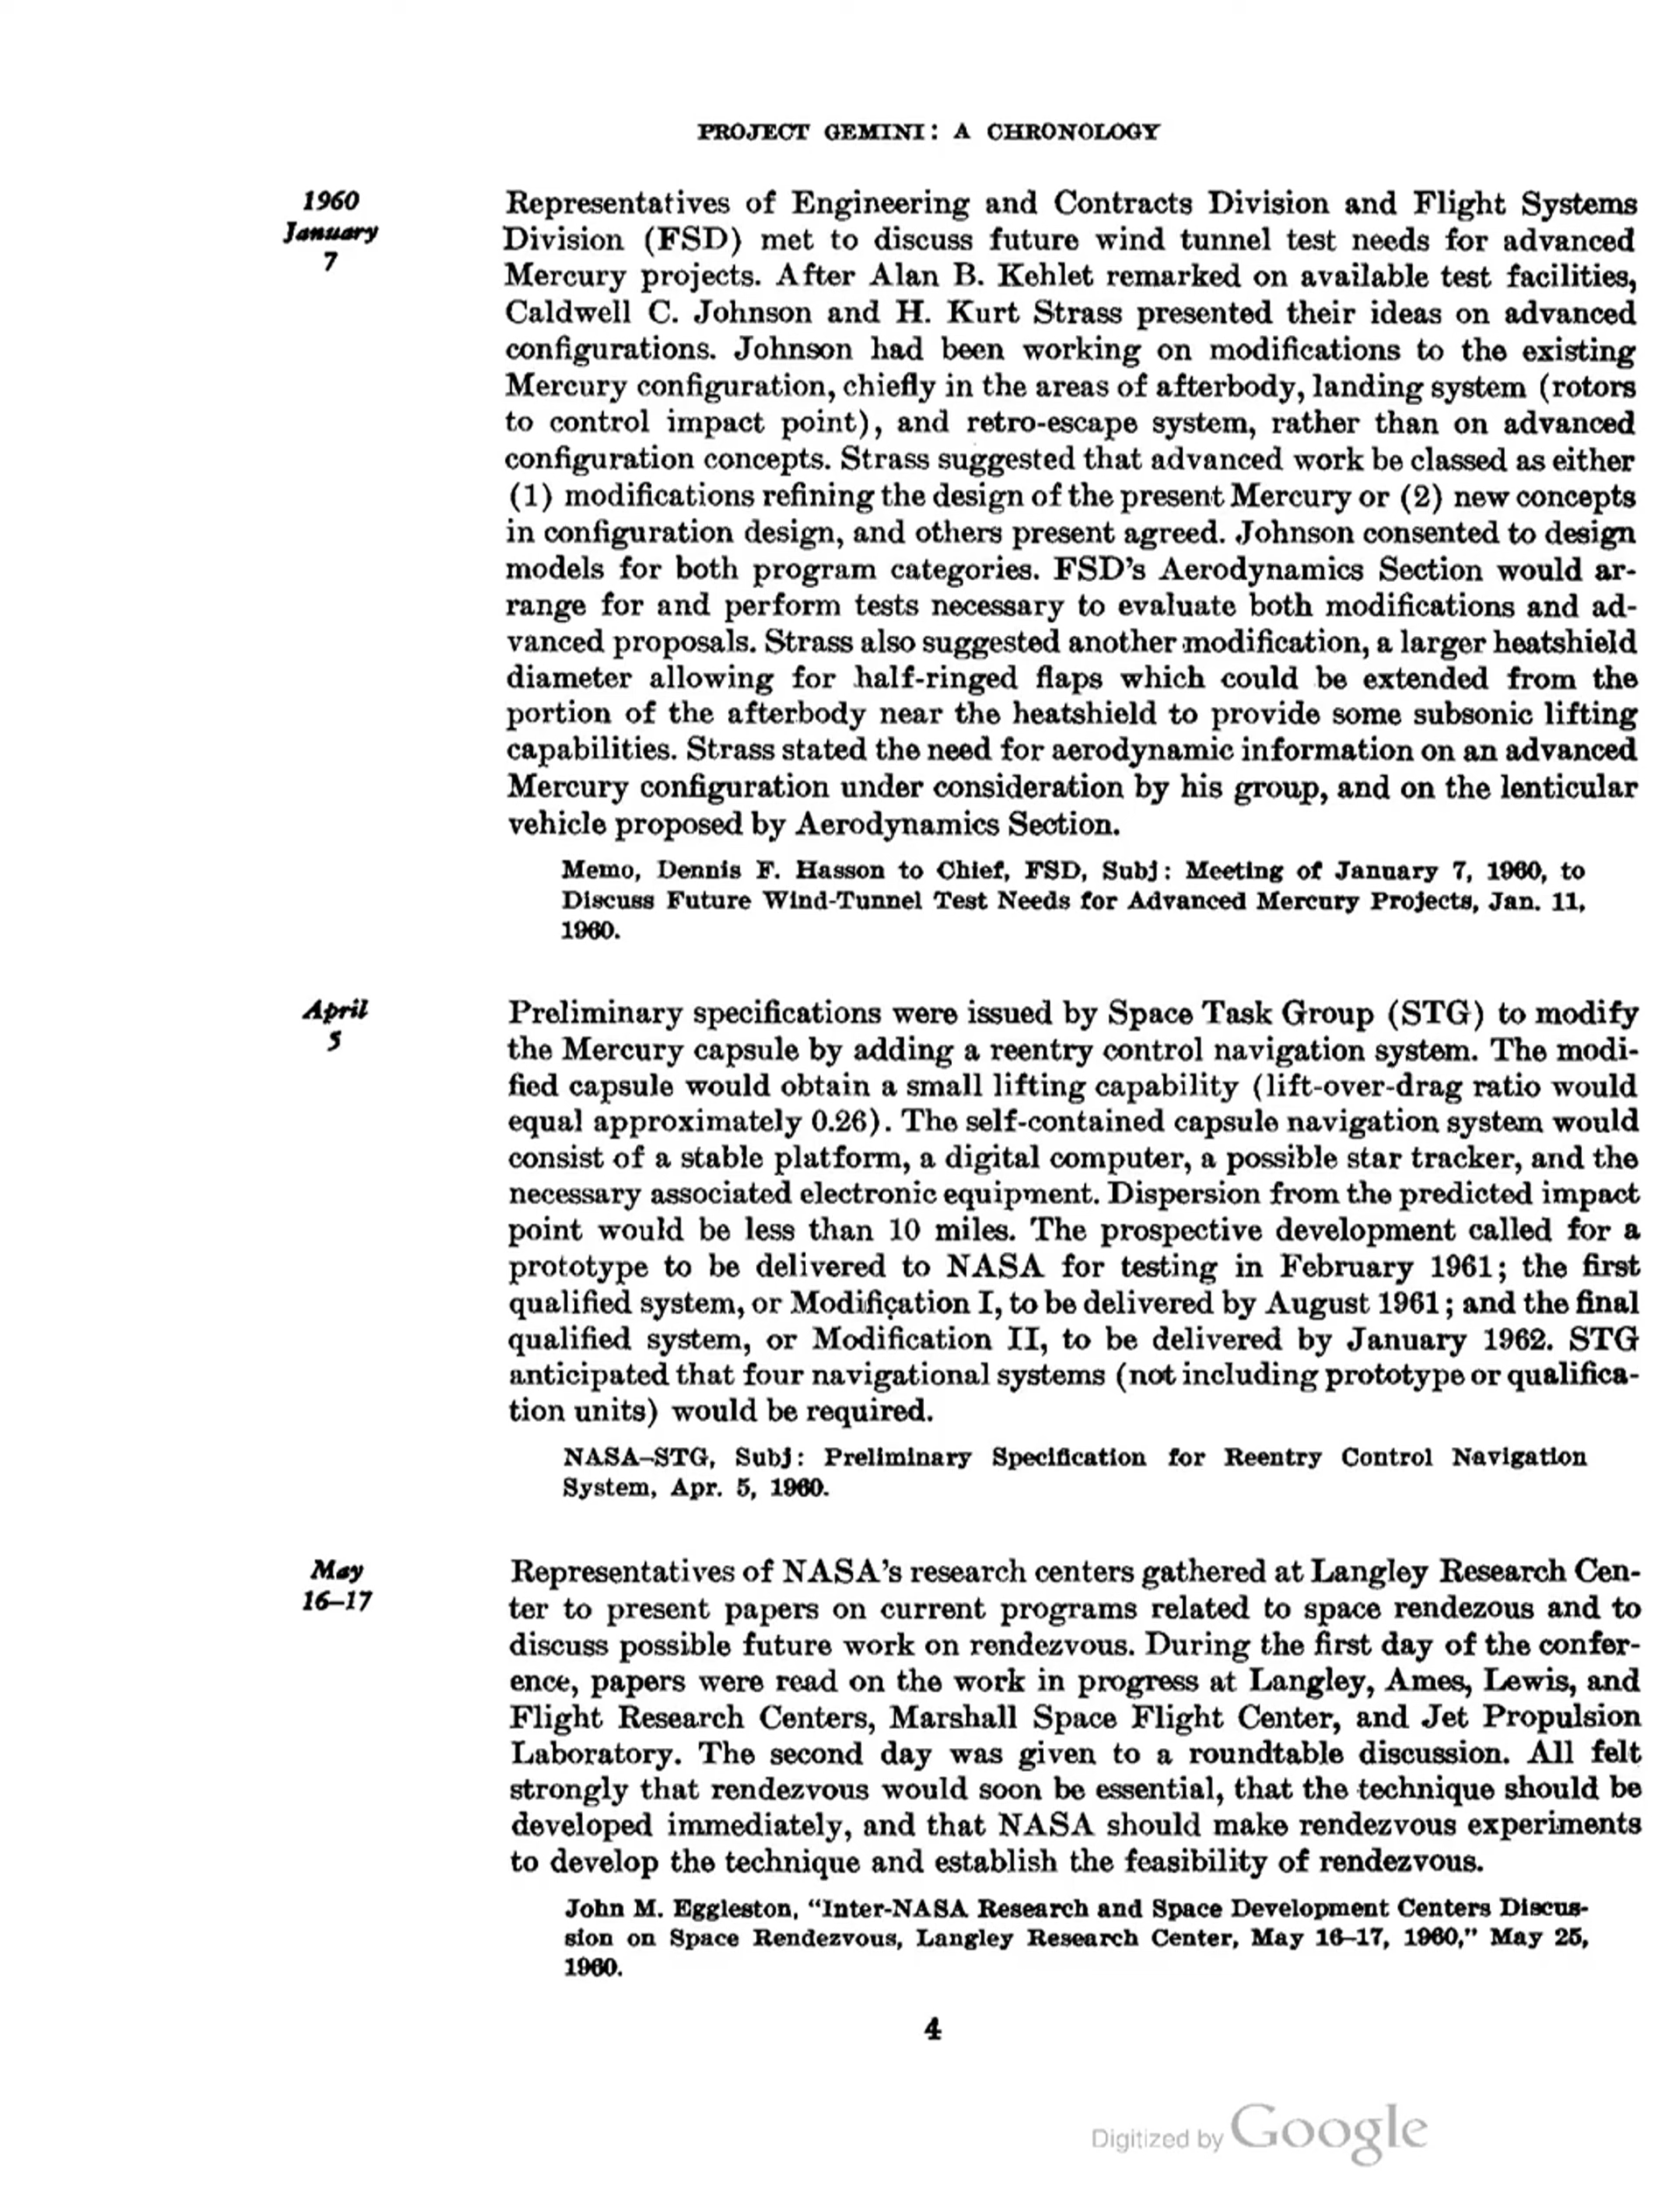 PROJECT GEMINI: A CHRONOLOGY
1960
January
7
Representatives of Engineering and Contracts Division and Flight Systems
Division (FSD) met to discuss future wind tunnel test needs for advanced
Mercury projects. After Alan B. Kehlet remarked on available test facilities,
Caldwell C. Johnson and H. Kurt Strass presented their ideas on advanced
configurations. Johnson had been working on modifications to the existing
Mercury configuration, chiefly in the areas of afterbody, landing system (rotors
to control impact point), and retro-escape system, rather than on advanced
configuration concepts. Strass suggested that advanced work be classed as either
(1) modifications refining the design of the present Mercury or (2) new concepts
in configuration design, and others present agreed. Johnson consented to design
models for both program categories. FSD's Aerodynamics Section would ar-
range for and perform tests necessary to evaluate both modifications and ad-
vanced proposals. Strass also suggested another modification, a larger heatshield
diameter allowing for half-ringed flaps which could be extended from the
portion of the afterbody near the heatshield to provide some subsonic lifting
capabilities. Strass stated the need for aerodynamic information on an advanced
Mercury configuration under consideration by his group, and on the lenticular
vehicle proposed by Aerodynamics Section.
Memo, Dennis F. Hasson to Chief, FSD, Subj: Meeting of January 7, 1960, to
Discuss Future Wind-Tunnel Test Needs for Advanced Mercury Projects, Jan. 11,
1960.
April
5
Preliminary specifications were issued by Space Task Group (STG) to modify
the Mercury capsule by adding a reentry control navigation system. The modi-
fied capsule would obtain a small lifting capability (lift-over-drag ratio would
equal approximately 0.26). The self-contained capsule navigation system would
consist of a stable platform, a digital computer, a possible star tracker, and the
necessary associated electronic equipment. Dispersion from the predicted impact
point would be less than 10 miles. The prospective development called for a
prototype to be delivered to NASA for testing in February 1961; the first
qualified system, or Modification I, to be delivered by August 1961; and the final
qualified system, or Modification II, to be delivered by January 1962. STG
anticipated that four navigational systems (not including prototype or qualifica-
tion units) would be required.
NASA–STG, Subj: Preliminary Specification for Reentry Control Navigation
System, Apr. 5, 1960.
May
16–17
Representatives of NASA's research centers gathered at Langley Research Cen-
ter to present papers on current programs related to space rendezous and to
discuss possible future work on rendezvous. During the first day of the confer-
ence, papers were read on the work in progress at Langley, Ames, Lewis, and
Flight Research Centers, Marshall Space Flight Center, and Jet Propulsion
Laboratory. The second day was given to a roundtable discussion. All felt
strongly that rendezvous would soon be essential, that the technique should be
developed immediately, and that NASA should make rendezvous experiments
to develop the technique and establish the feasibility of rendezvous.
John M. Eggleston, “Inter-NASA Research and Space Development Centers Discus-
sion on Space Rendezvous, Langley Research Center, May 16–17, 1960,” May 25,
1960.
4
Digitized by Google